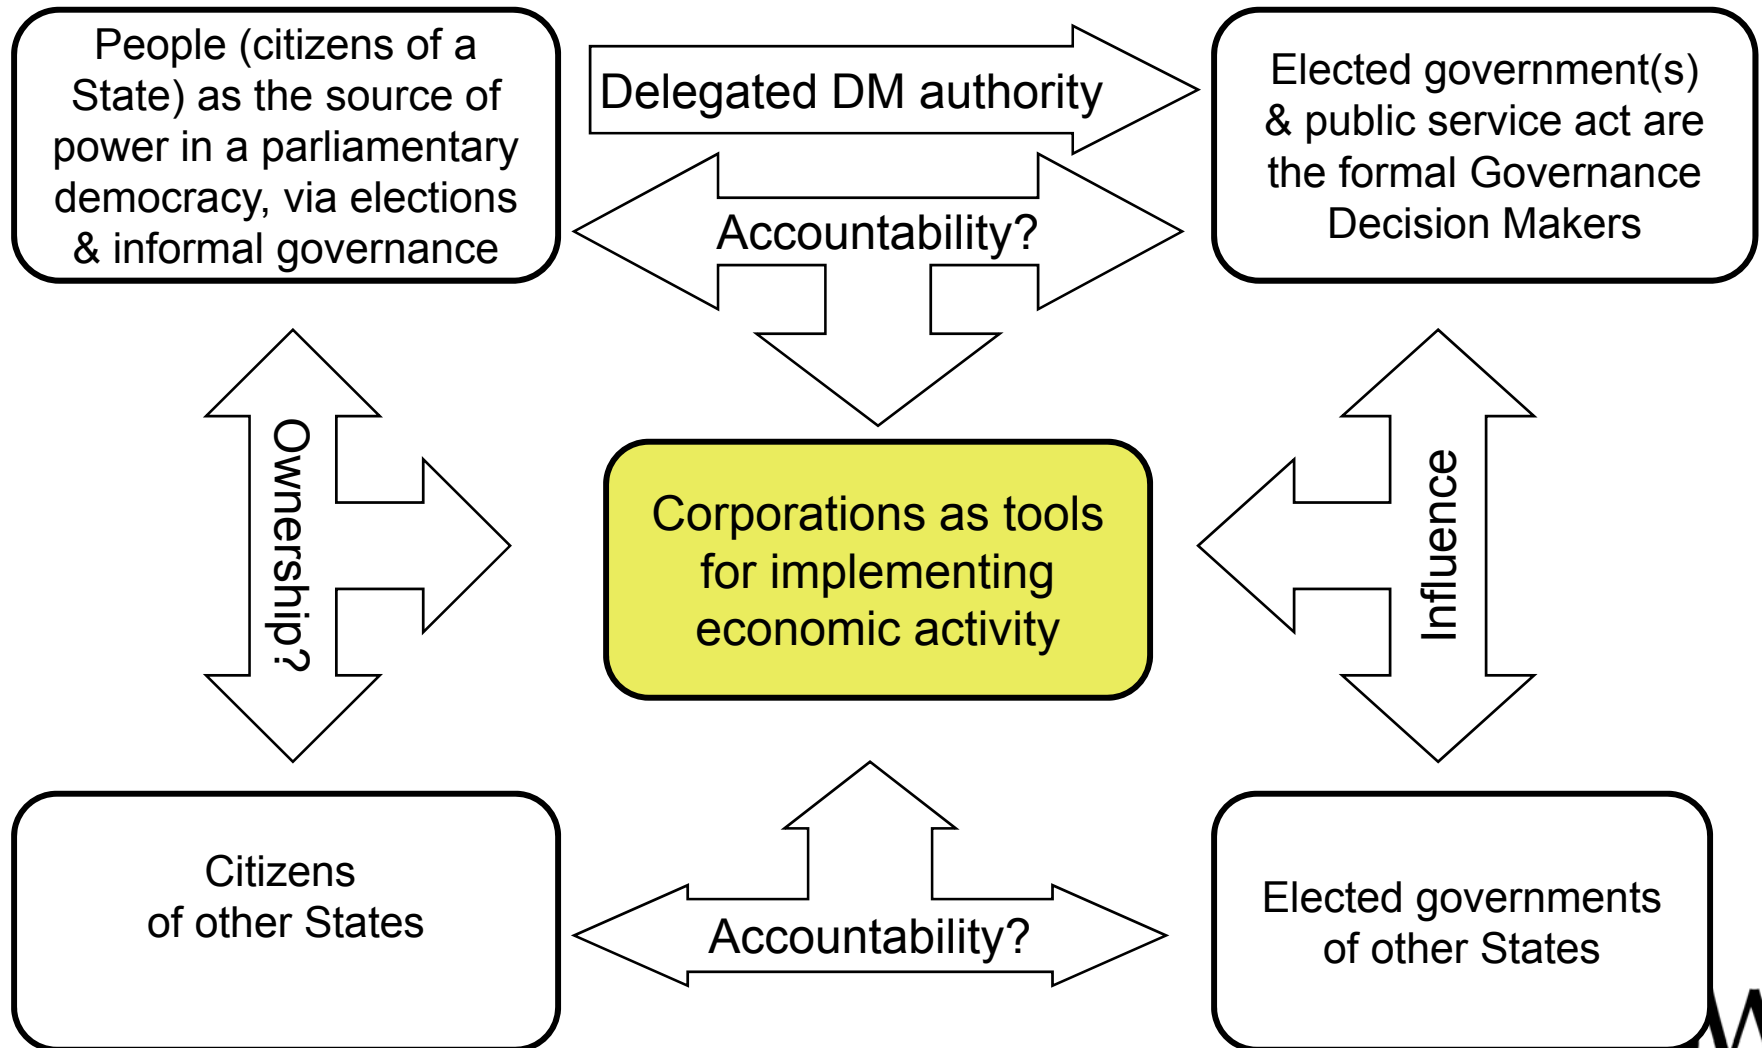 People (citizens of a
State) as the source of
power in a parliamentary
democracy, via elections
& informal governance
Delegated DM authority
Elected government(s)
& public service act are
the formal Governance
Decision Makers
Accountability?
Ownership?
Corporations as tools
for implementing
economic activity
Influence
Citizens
of other States
Accountability?
Elected governments
of other States